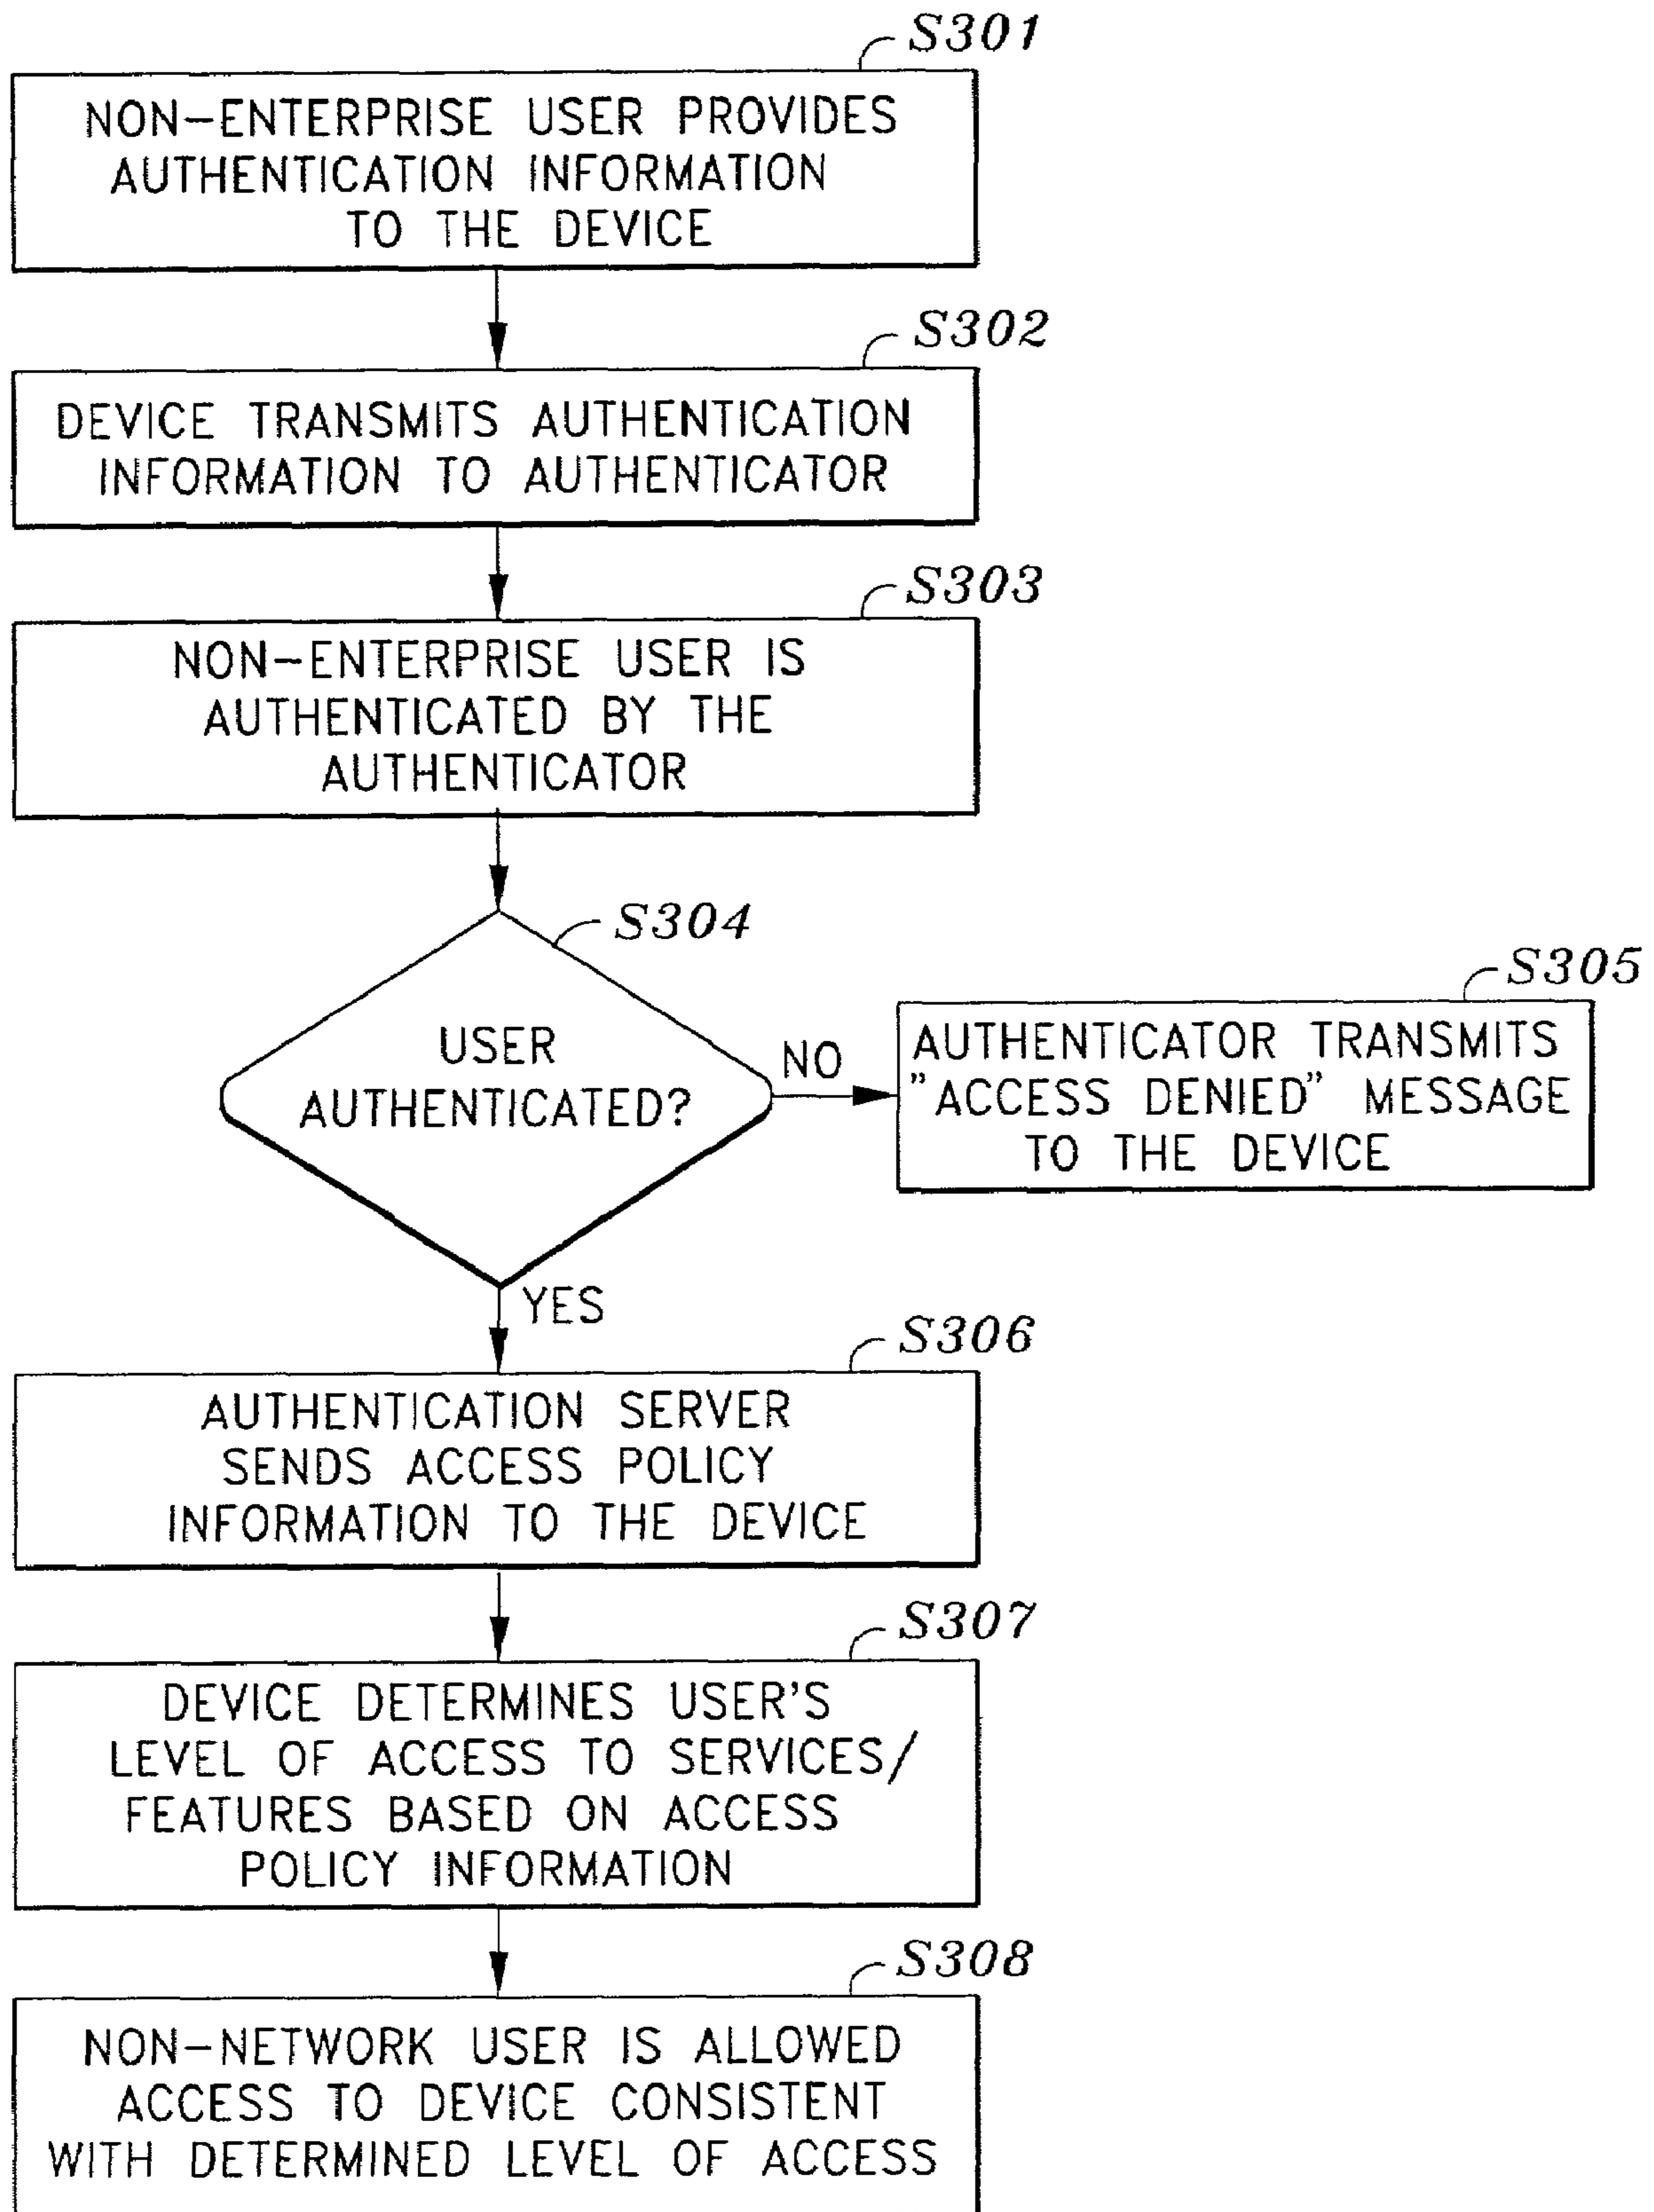 S301
NON-ENTERPRISE USER PROVIDES
AUTHENTICATION INFORMATION
TO THE DEVICE
S302
DEVICE TRANSMITS AUTHENTICATION
INFORMATION TO AUTHENTICATOR
S303
NON-ENTERPRISE USER IS
AUTHENTICATED BY THE
AUTHENTICATOR
S304
USER
AUTHENTICATED?
NO
S305
AUTHENTICATOR TRANSMITS
"ACCESS DENIED" MESSAGE
TO THE DEVICE
YES
S306
AUTHENTICATION SERVER
SENDS ACCESS POLICY
INFORMATION TO THE DEVICE
S307
DEVICE DETERMINES USER'S
LEVEL OF ACCESS TO SERVICES/
FEATURES BASED ON ACCESS
POLICY INFORMATION
S308
NON-NETWORK USER IS ALLOWED
ACCESS TO DEVICE CONSISTENT
WITH DETERMINED LEVEL OF ACCESS